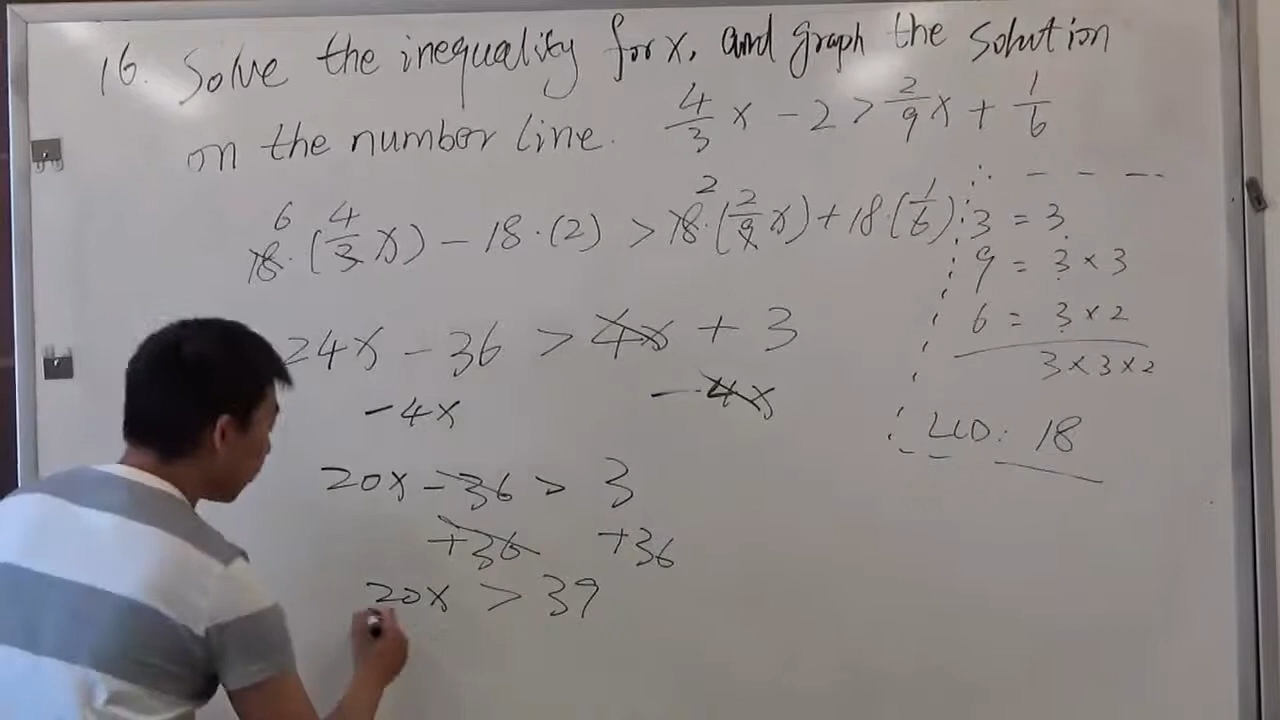 16. Solve the inequality for x, and graph the solution
on the number line. 4/3 x - 2 > 2/9 x + 1/6
6 2
18·(4/3 x) - 18·(2) > 18·(2/9 x) + 18·(1/6)
24x - 36 > 4x + 3
-4x -4x
20x - 36 > 3
+36 +36
20x > 39
3 = 3
9 = 3 × 3
6 = 3 × 2
3 × 3 × 2
LCD: 18